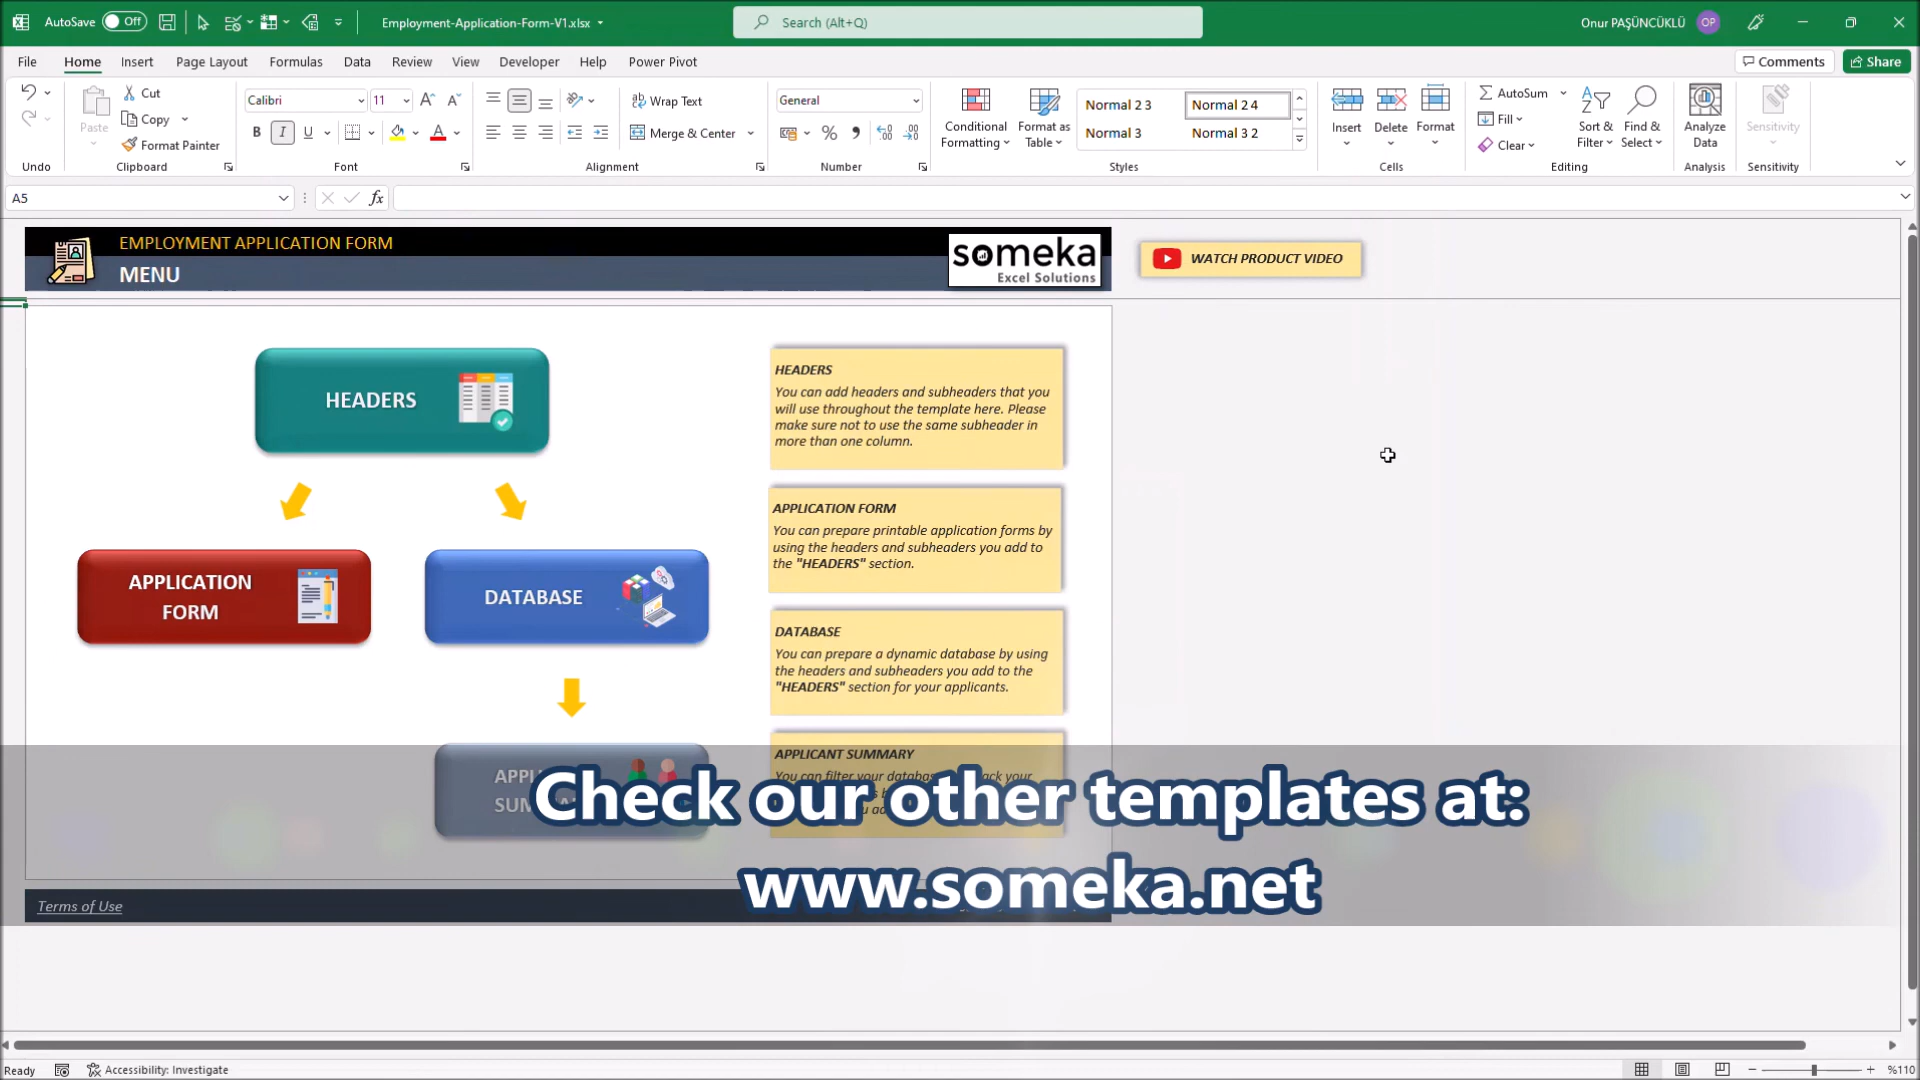 AutoSave Off Employment-Application-Form-V1.xlsx Search (Alt+Q) Onur PAŞÜNCÜKLÜ OP
File Home Insert Page Layout Formulas Data Review View Developer Help Power Pivot Comments Share
Cut
Copy
Format Painter
Paste
Calibri 11
B I U
Wrap Text
Merge & Center
General
Conditional Formatting
Format as Table
Normal 2 3 Normal 2 4
Normal 3 Normal 3 2
Insert Delete Format
AutoSum
Fill
Clear
Sort & Filter
Find & Select
Analyze Data
Sensitivity
Undo Clipboard Font Alignment Number Styles Cells Editing Analysis Sensitivity
A5 fx
EMPLOYMENT APPLICATION FORM
MENU
someka
Excel Solutions
WATCH PRODUCT VIDEO
HEADERS
APPLICATION
FORM
DATABASE
HEADERS
You can add headers and subheaders that you
will use throughout the template here. Please
make sure not to use the same subheader in
more than one column.
APPLICATION FORM
You can prepare printable application forms by
using the headers and subheaders you add to
the "HEADERS" section.
DATABASE
You can prepare a dynamic database by using
the headers and subheaders you add to the
"HEADERS" section for your applicants.
APPLICANT SUMMARY
You can filter your
Check our other templates at:
www.someka.net
Terms of Use
Ready Accessibility: Investigate %110